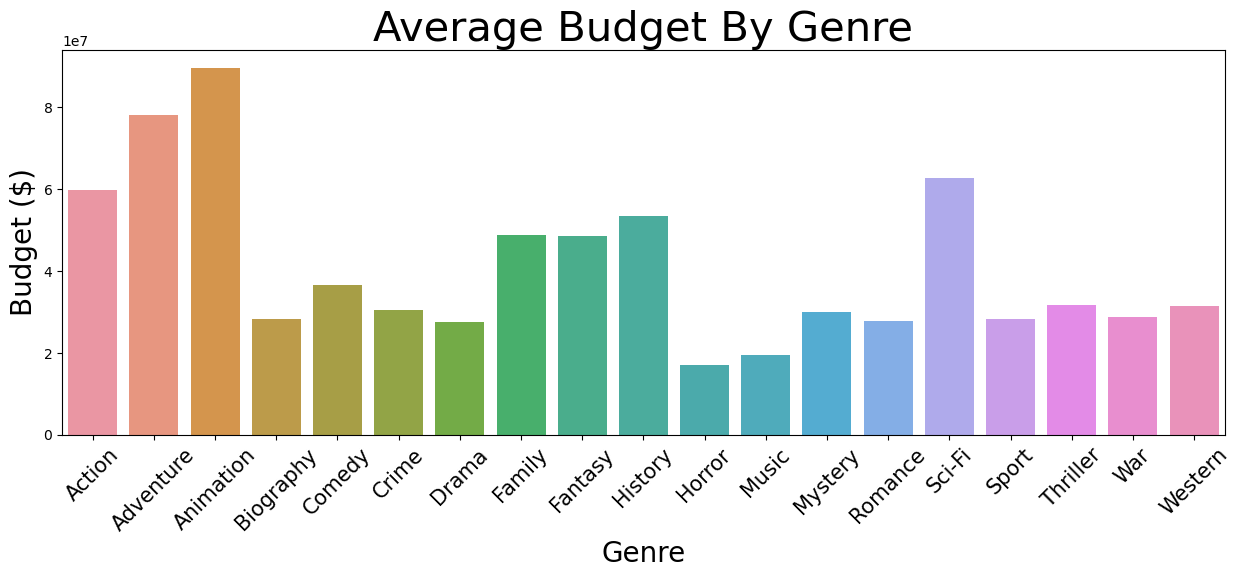 Average Budget By Genre
1e7
Budget ($)
8
6
4
2
0
Action
Adventure
Animation
Biography
Comedy
Crime
Drama
Family
Fantasy
History
Horror
Music
Mystery
Romance
Sci-Fi
Sport
Thriller
War
Western
Genre